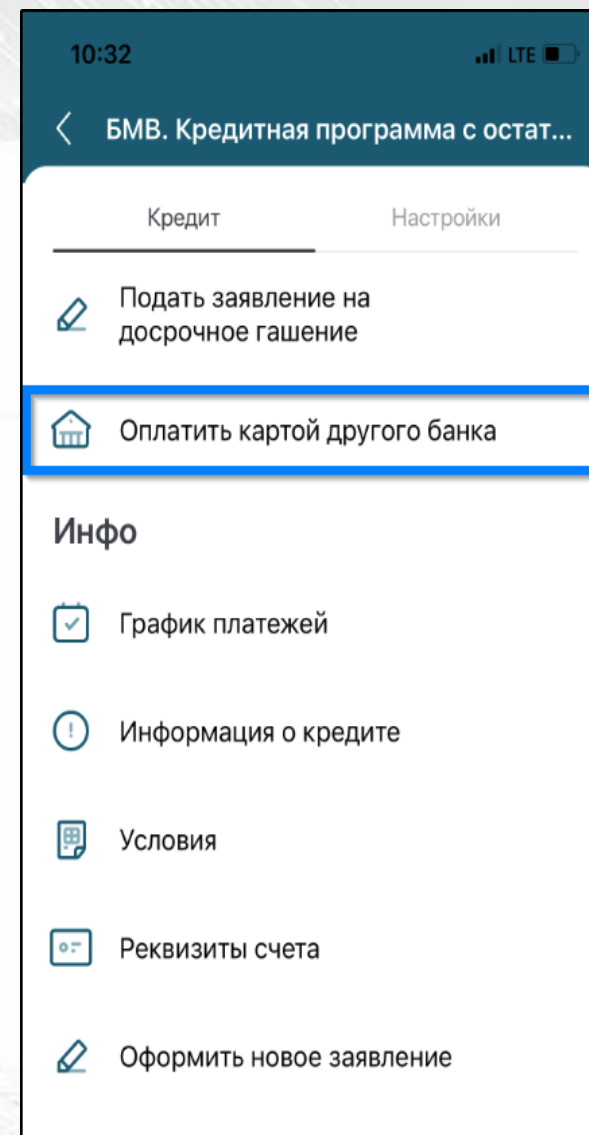 10:32 LTE
БМВ. Кредитная программа с остат...
Кредит Настройки
Подать заявление на
досрочное гашение
Оплатить картой другого банка
Инфо
График платежей
Информация о кредите
Условия
Реквизиты счета
Оформить новое заявление